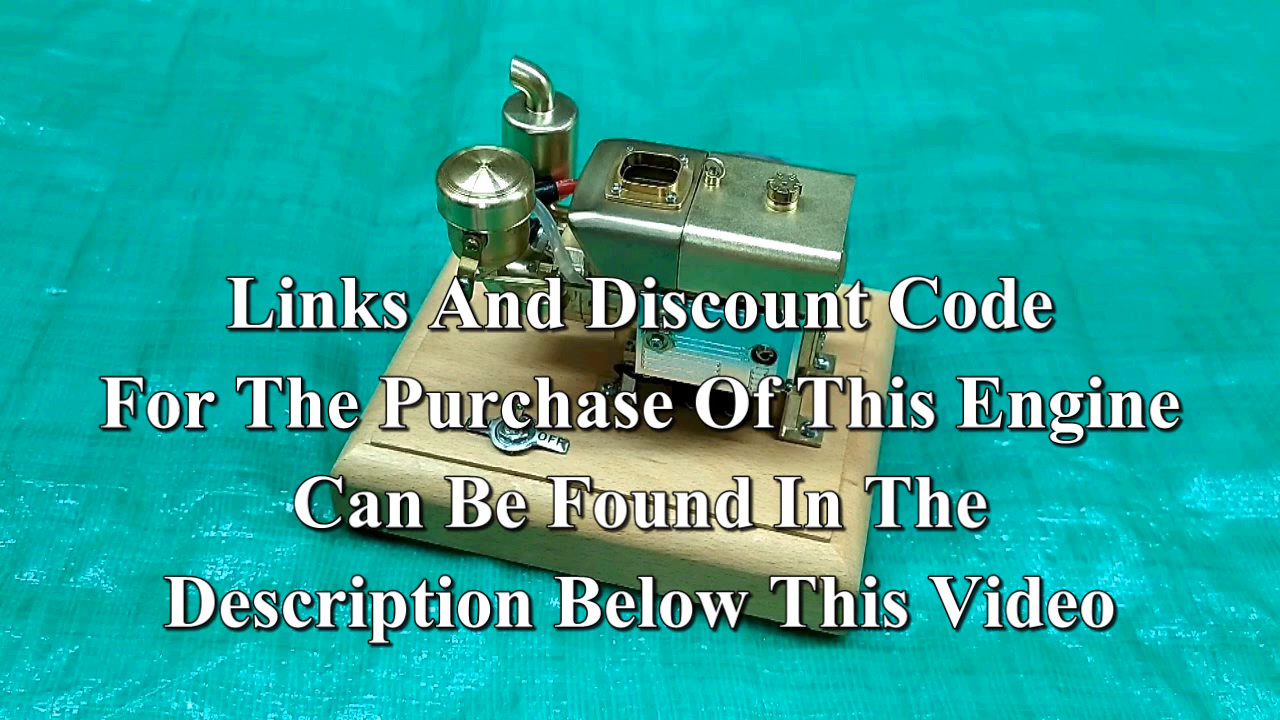 Links And Discount Code
For The Purchase Of This Engine
Can Be Found In The
Description Below This Video
OFF